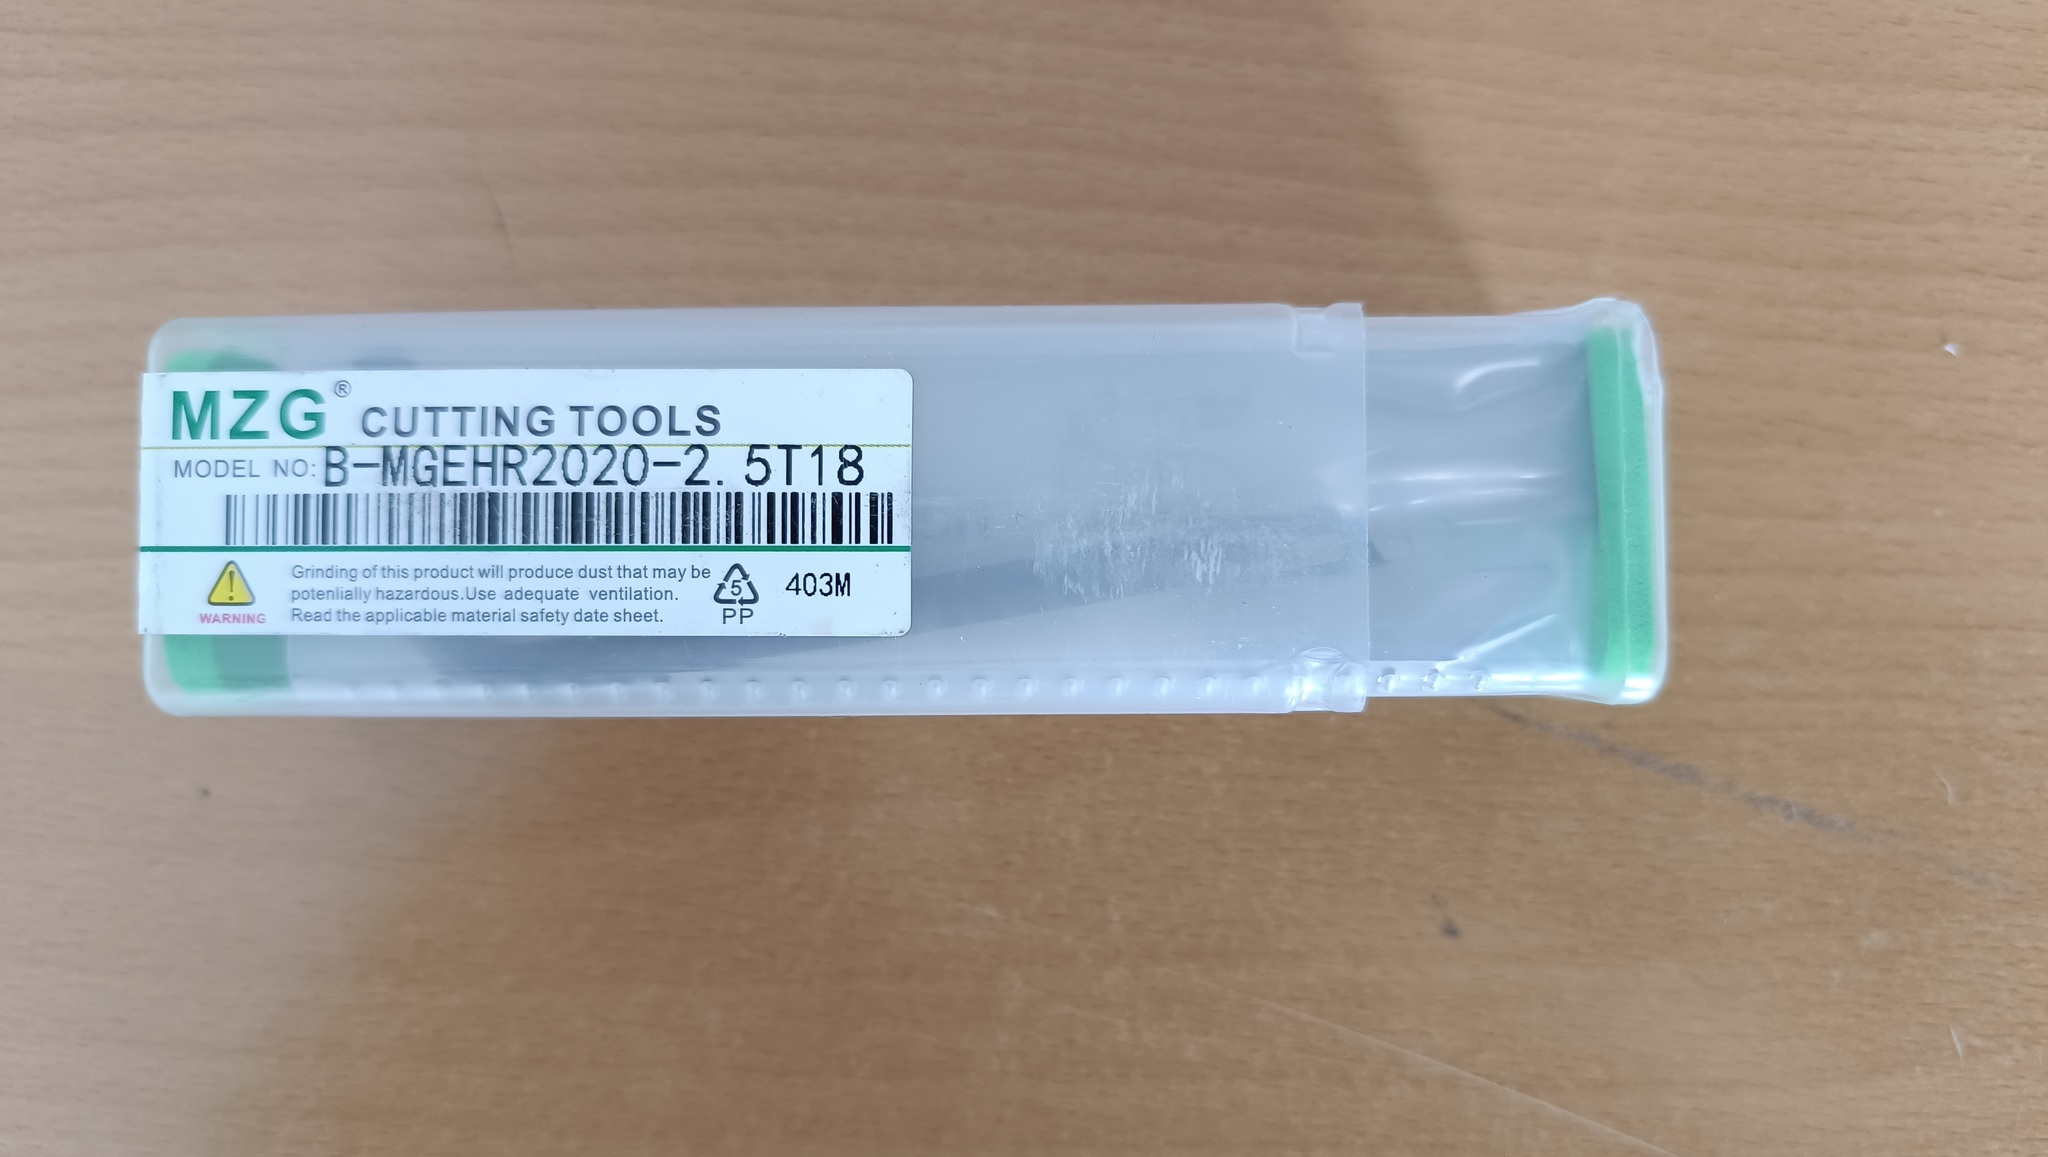 MZG® CUTTING TOOLS
MODEL NO: B-MGEHR2020-2.5T18
Grinding of this product will produce dust that may be
potenlially hazardous.Use adequate ventilation.
Read the applicable material safety date sheet.
WARNING
5
PP
403M